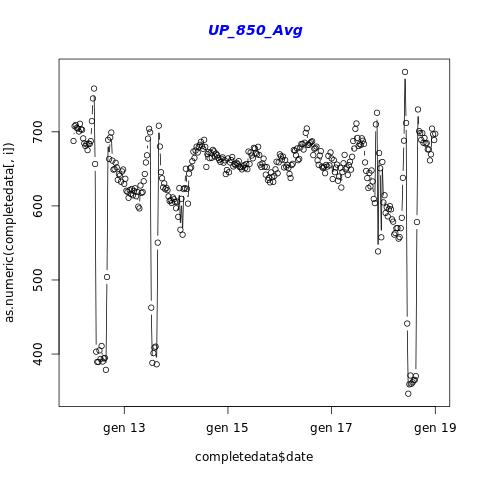 UP_850_Avg
as.numeric(completedata[, i])
700
600
500
400
gen 13
gen 15
gen 17
gen 19
completedata$date